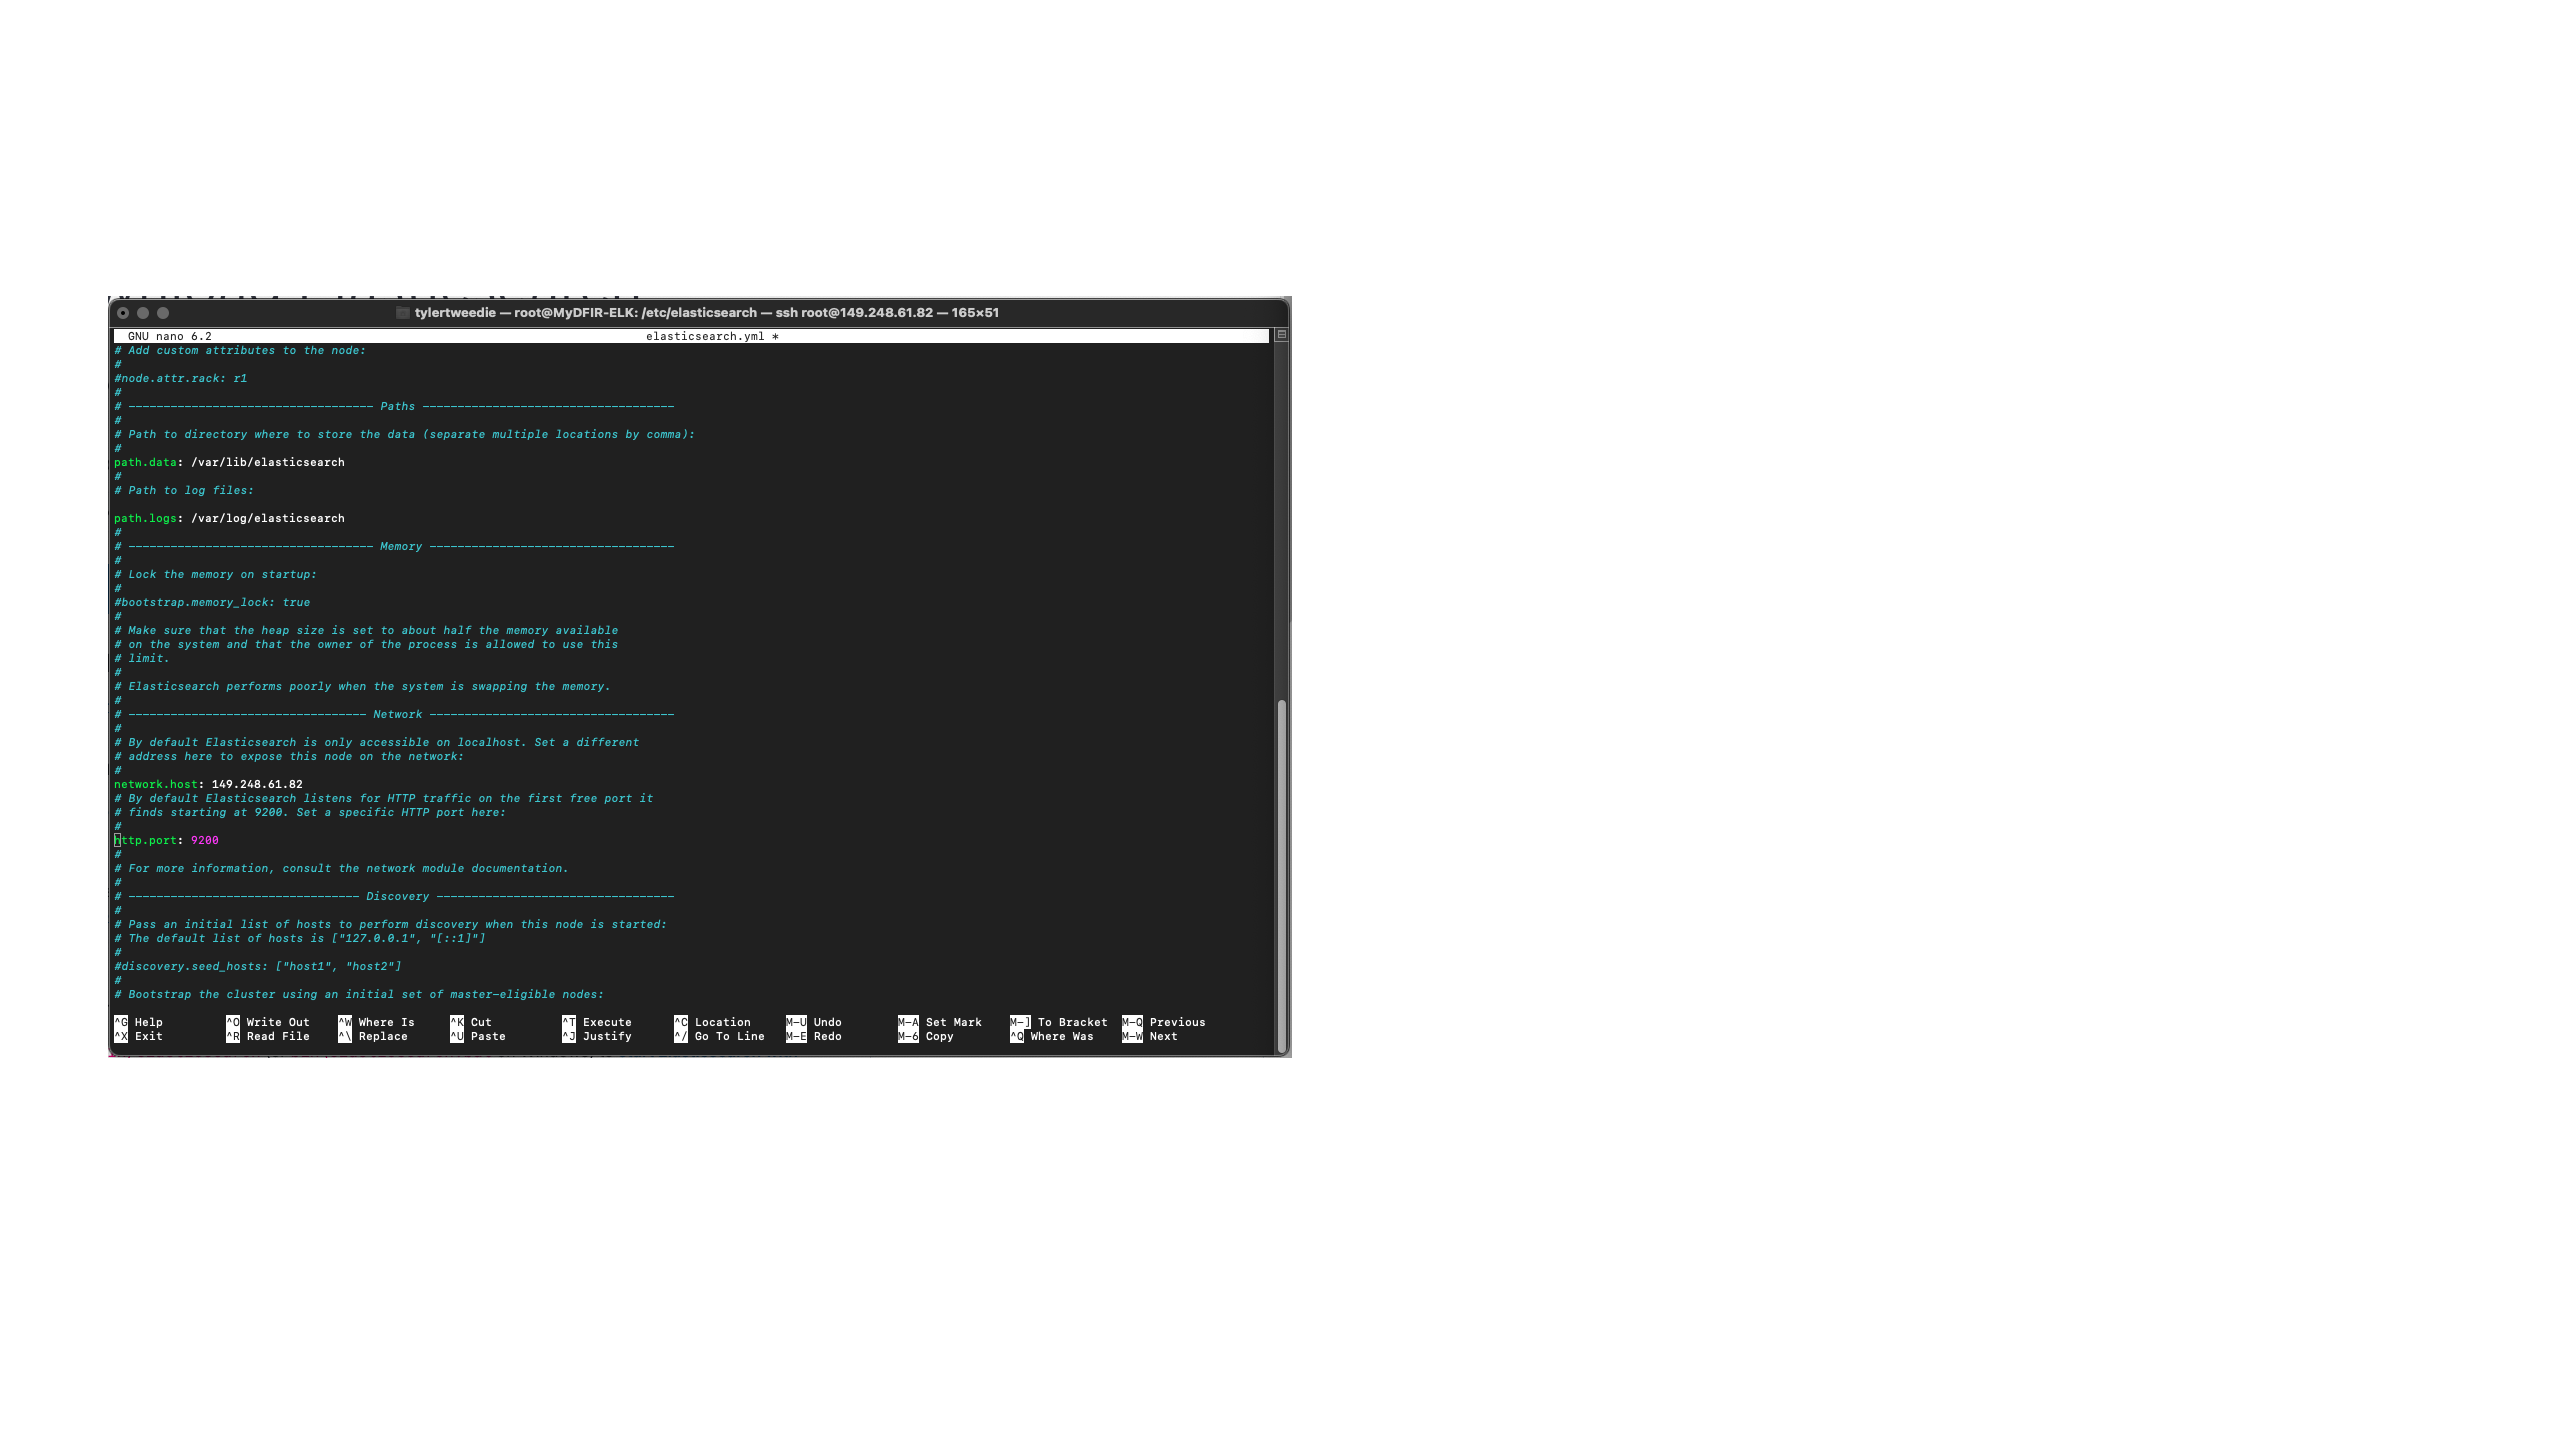 tylertweedie — root@MyDFIR-ELK: /etc/elasticsearch — ssh root@149.248.61.82 — 165×51
GNU nano 6.2 elasticsearch.yml *
# Add custom attributes to the node:
#
#node.attr.rack: r1
#
# ----------------------------------- Paths ------------------------------------
#
# Path to directory where to store the data (separate multiple locations by comma):
#
path.data: /var/lib/elasticsearch
#
# Path to log files:
path.logs: /var/log/elasticsearch
#
# ----------------------------------- Memory -----------------------------------
#
# Lock the memory on startup:
#
#bootstrap.memory_lock: true
#
# Make sure that the heap size is set to about half the memory available
# on the system and that the owner of the process is allowed to use this
# limit.
#
# Elasticsearch performs poorly when the system is swapping the memory.
#
# ---------------------------------- Network -----------------------------------
#
# By default Elasticsearch is only accessible on localhost. Set a different
# address here to expose this node on the network:
#
network.host: 149.248.61.82
# By default Elasticsearch listens for HTTP traffic on the first free port it
# finds starting at 9200. Set a specific HTTP port here:
#
http.port: 9200
#
# For more information, consult the network module documentation.
#
# --------------------------------- Discovery ----------------------------------
#
# Pass an initial list of hosts to perform discovery when this node is started:
# The default list of hosts is ["127.0.0.1", "[::1]"]
#
#discovery.seed_hosts: ["host1", "host2"]
#
# Bootstrap the cluster using an initial set of master-eligible nodes:
^G Help ^O Write Out ^W Where Is ^K Cut ^T Execute ^C Location M-U Undo M-A Set Mark M-] To Bracket M-Q Previous
^X Exit ^R Read File ^\ Replace ^U Paste ^J Justify ^/ Go To Line M-E Redo M-6 Copy ^Q Where Was M-W Next